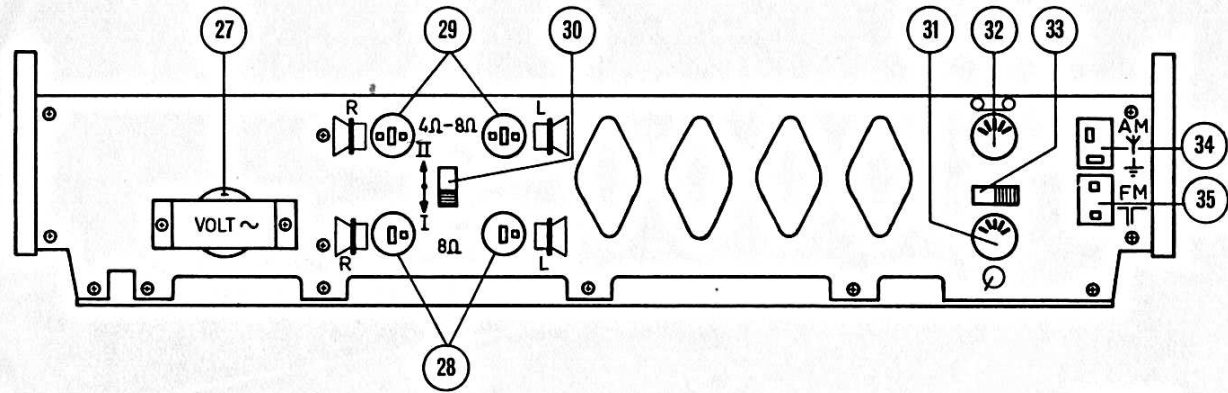 27 29 30 31 32 33
R L
4Ω-8Ω
II
AM
34
VOLT ~
FM
35
I
8Ω
R L
28